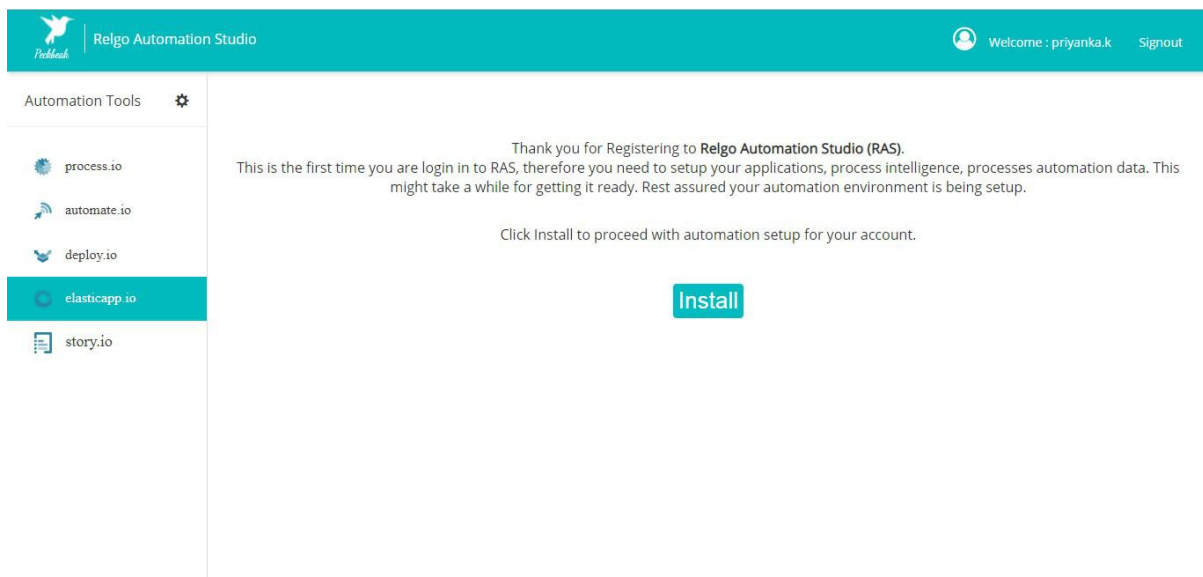 Peckbeak
Relgo Automation Studio
Welcome : priyanka.k
Signout
Automation Tools
process.io
automate.io
deploy.io
elasticapp.io
story.io
Thank you for Registering to Relgo Automation Studio (RAS).
This is the first time you are login in to RAS, therefore you need to setup your applications, process intelligence, processes automation data. This
might take a while for getting it ready. Rest assured your automation environment is being setup.
Click Install to proceed with automation setup for your account.
Install